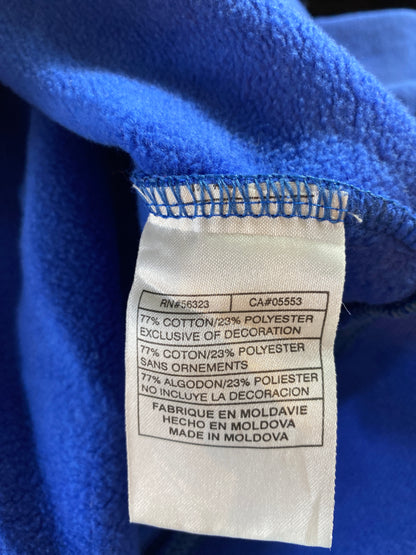 RN#56323 CA#05553
77% COTTON/23% POLYESTER
EXCLUSIVE OF DECORATION
77% COTON/23% POLYESTER
SANS ORNEMENTS
77% ALGODON/23% POLIESTER
NO INCLUYE LA DECORACION
FABRIQUE EN MOLDAVIE
HECHO EN MOLDOVA
MADE IN MOLDOVA